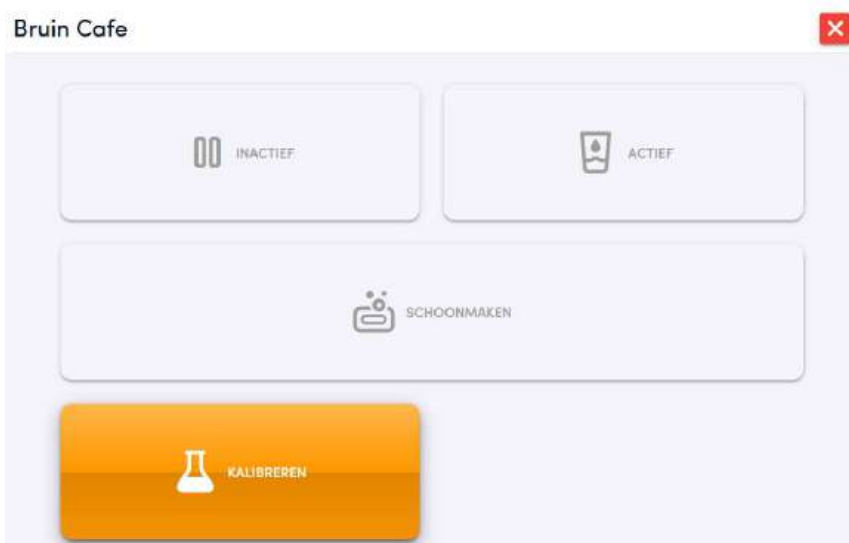 Bruin Cafe
INACTIEF
ACTIEF
SCHOONMAKEN
KALIBREREN